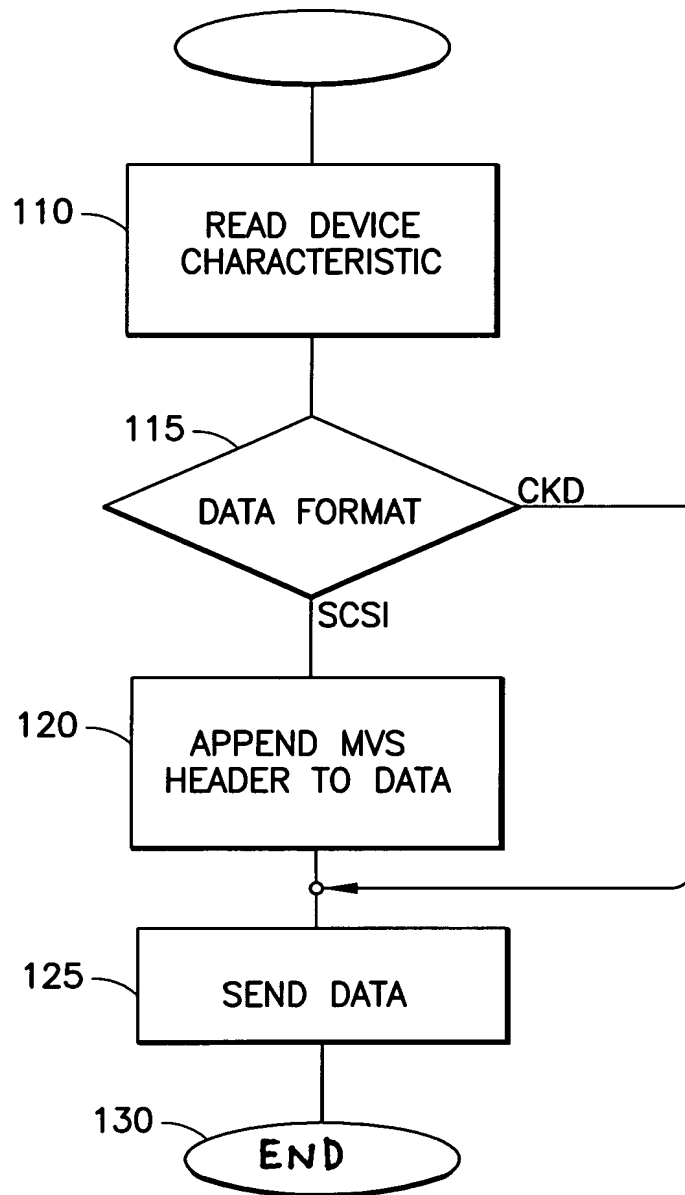 110
READ DEVICE
CHARACTERISTIC
115
DATA FORMAT
CKD
SCSI
120
APPEND MVS
HEADER TO DATA
125
SEND DATA
130
END